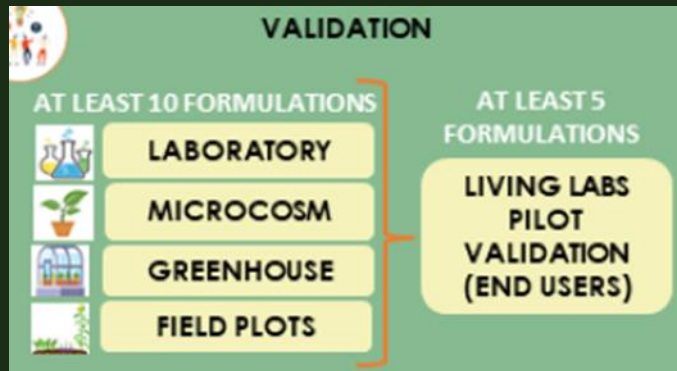 VALIDATION
AT LEAST 10 FORMULATIONS
LABORATORY
MICROCOSM
GREENHOUSE
FIELD PLOTS
AT LEAST 5
FORMULATIONS
LIVING LABS
PILOT
VALIDATION
(END USERS)